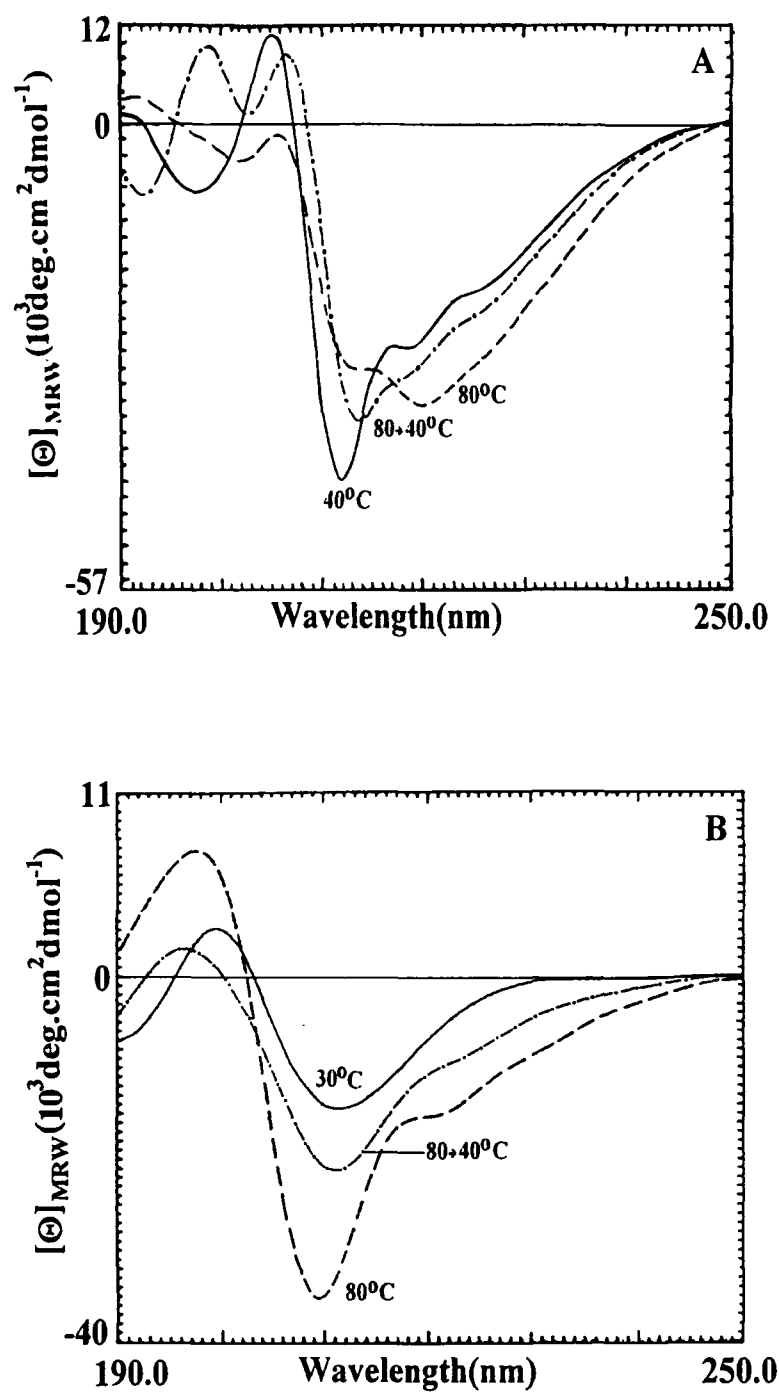 12
A
0
[Θ]MRW(10³deg.cm²dmol⁻¹)
80⁰C
80→40⁰C
40⁰C
-57
190.0
Wavelength(nm)
250.0
11
B
0
[Θ]MRW(10³deg.cm²dmol⁻¹)
30⁰C
80→40⁰C
80⁰C
-40
190.0
Wavelength(nm)
250.0